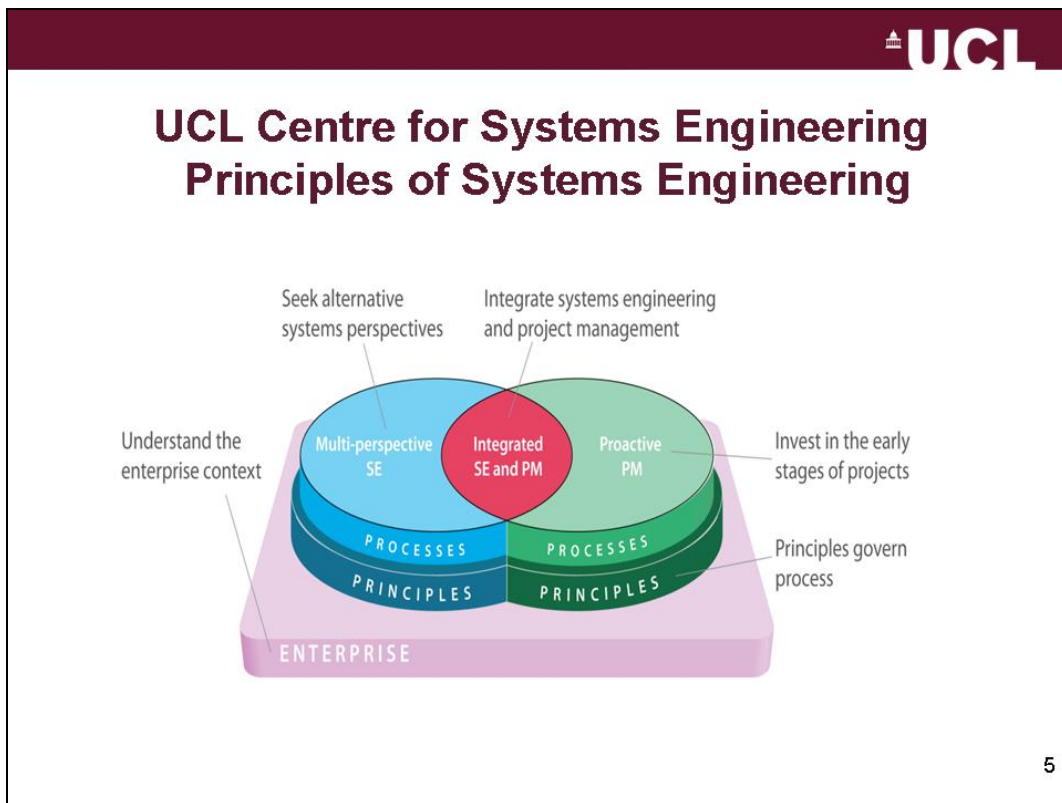 UCL
UCL Centre for Systems Engineering
Principles of Systems Engineering
Seek alternative
systems perspectives
Integrate systems engineering
and project management
Understand the
enterprise context
Multi-perspective
SE
Integrated
SE and PM
Proactive
PM
Invest in the early
stages of projects
PROCESSES
PROCESSES
PRINCIPLES
PRINCIPLES
Principles govern
process
ENTERPRISE
5